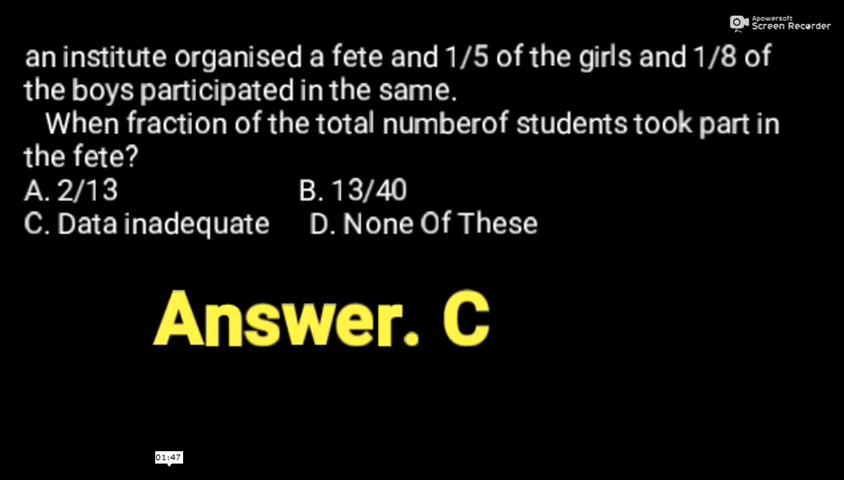 Apowersoft
Screen Recorder
an institute organised a fete and 1/5 of the girls and 1/8 of
the boys participated in the same.
When fraction of the total numberof students took part in
the fete?
A. 2/13 B. 13/40
C. Data inadequate D. None Of These
Answer. C
01:47